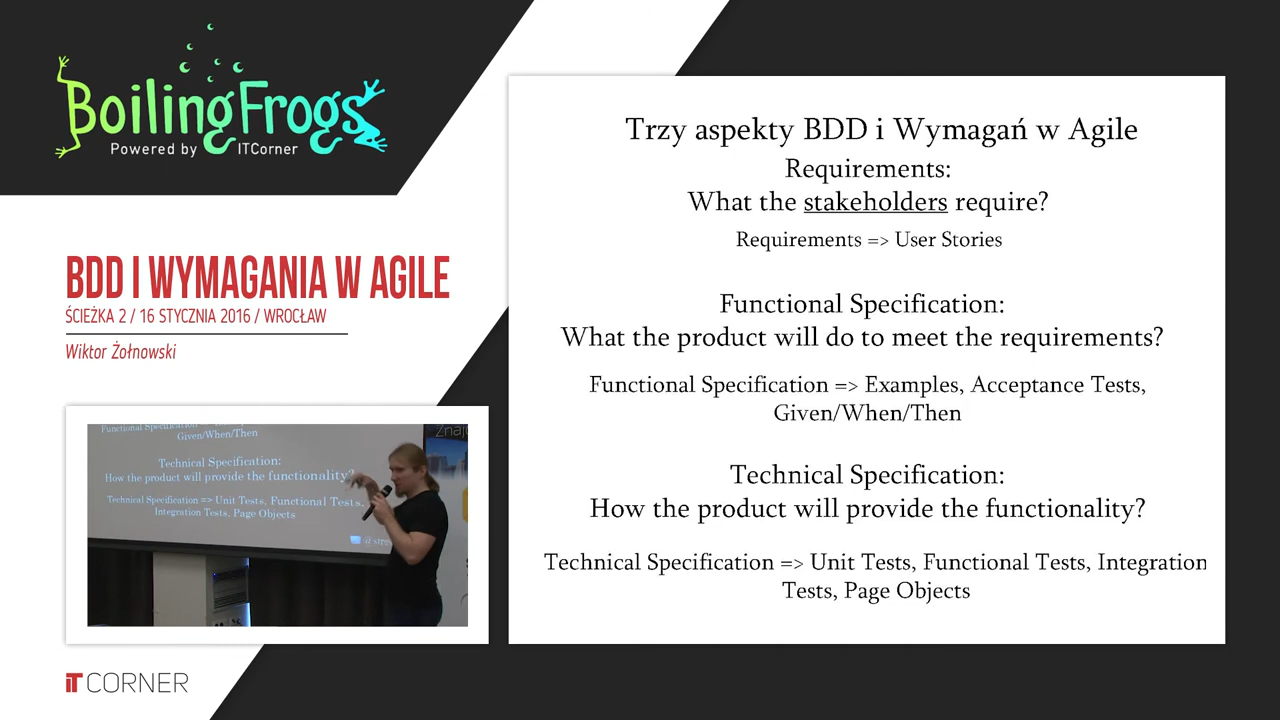 BoilingFrogs
Powered by ITCorner
BDD I WYMAGANIA W AGILE
ŚCIEŻKA 2 / 16 STYCZNIA 2016 / WROCŁAW
Wiktor Żołnowski
Given/When/Then
Technical Specification:
How the product will provide the functionality?
Technical Specification => Unit Tests, Functional Tests,
Integration Tests, Page Objects
Znaj
iT CORNER
Trzy aspekty BDD i Wymagań w Agile
Requirements:
What the stakeholders require?
Requirements => User Stories
Functional Specification:
What the product will do to meet the requirements?
Functional Specification => Examples, Acceptance Tests,
Given/When/Then
Technical Specification:
How the product will provide the functionality?
Technical Specification => Unit Tests, Functional Tests, Integration
Tests, Page Objects